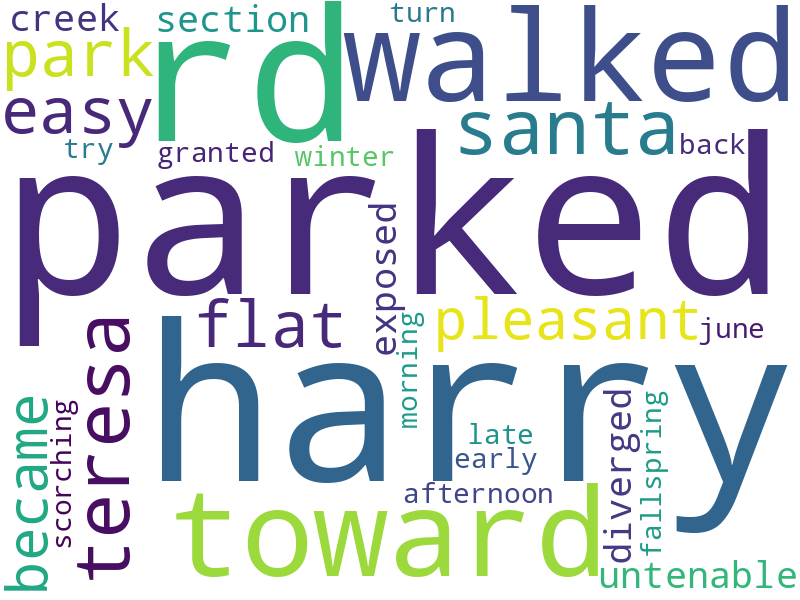 creek
section
turn
park
rd
walked
easy
santa
try
granted
winter
back
parked
exposed
flat
pleasant
june
teresa
morning
harry
became
scorching
late
early
diverged
fallspring
afternoon
toward
untenable